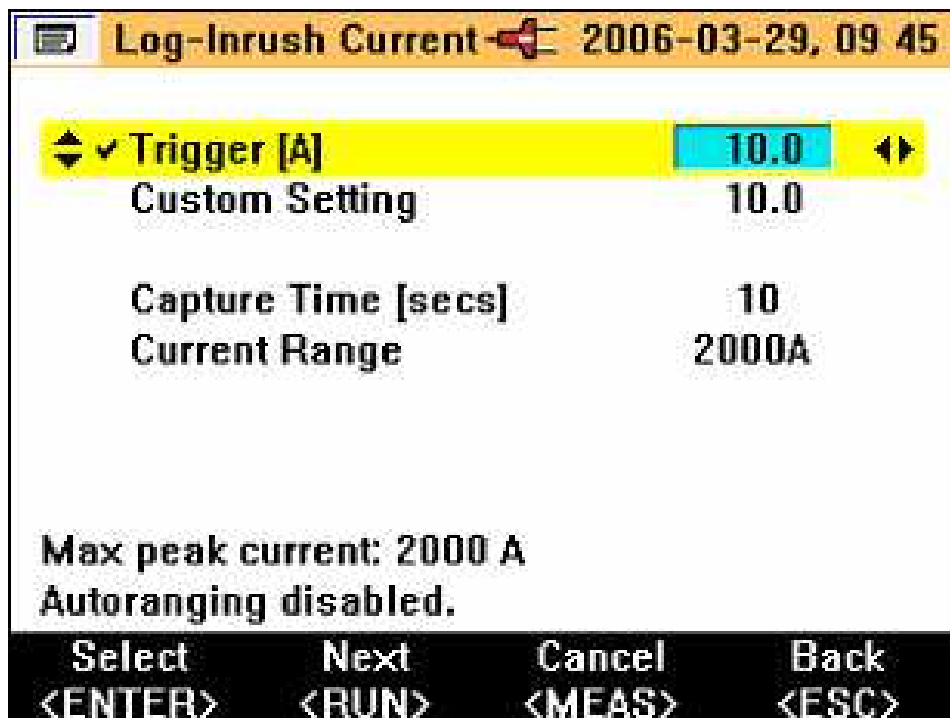 Log-Inrush Current 2006-03-29, 09 45
Trigger [A] 10.0
Custom Setting 10.0
Capture Time [secs] 10
Current Range 2000A
Max peak current: 2000 A
Autoranging disabled.
Select Next Cancel Back
<ENTER> <RUN> <MEAS> <ESC>